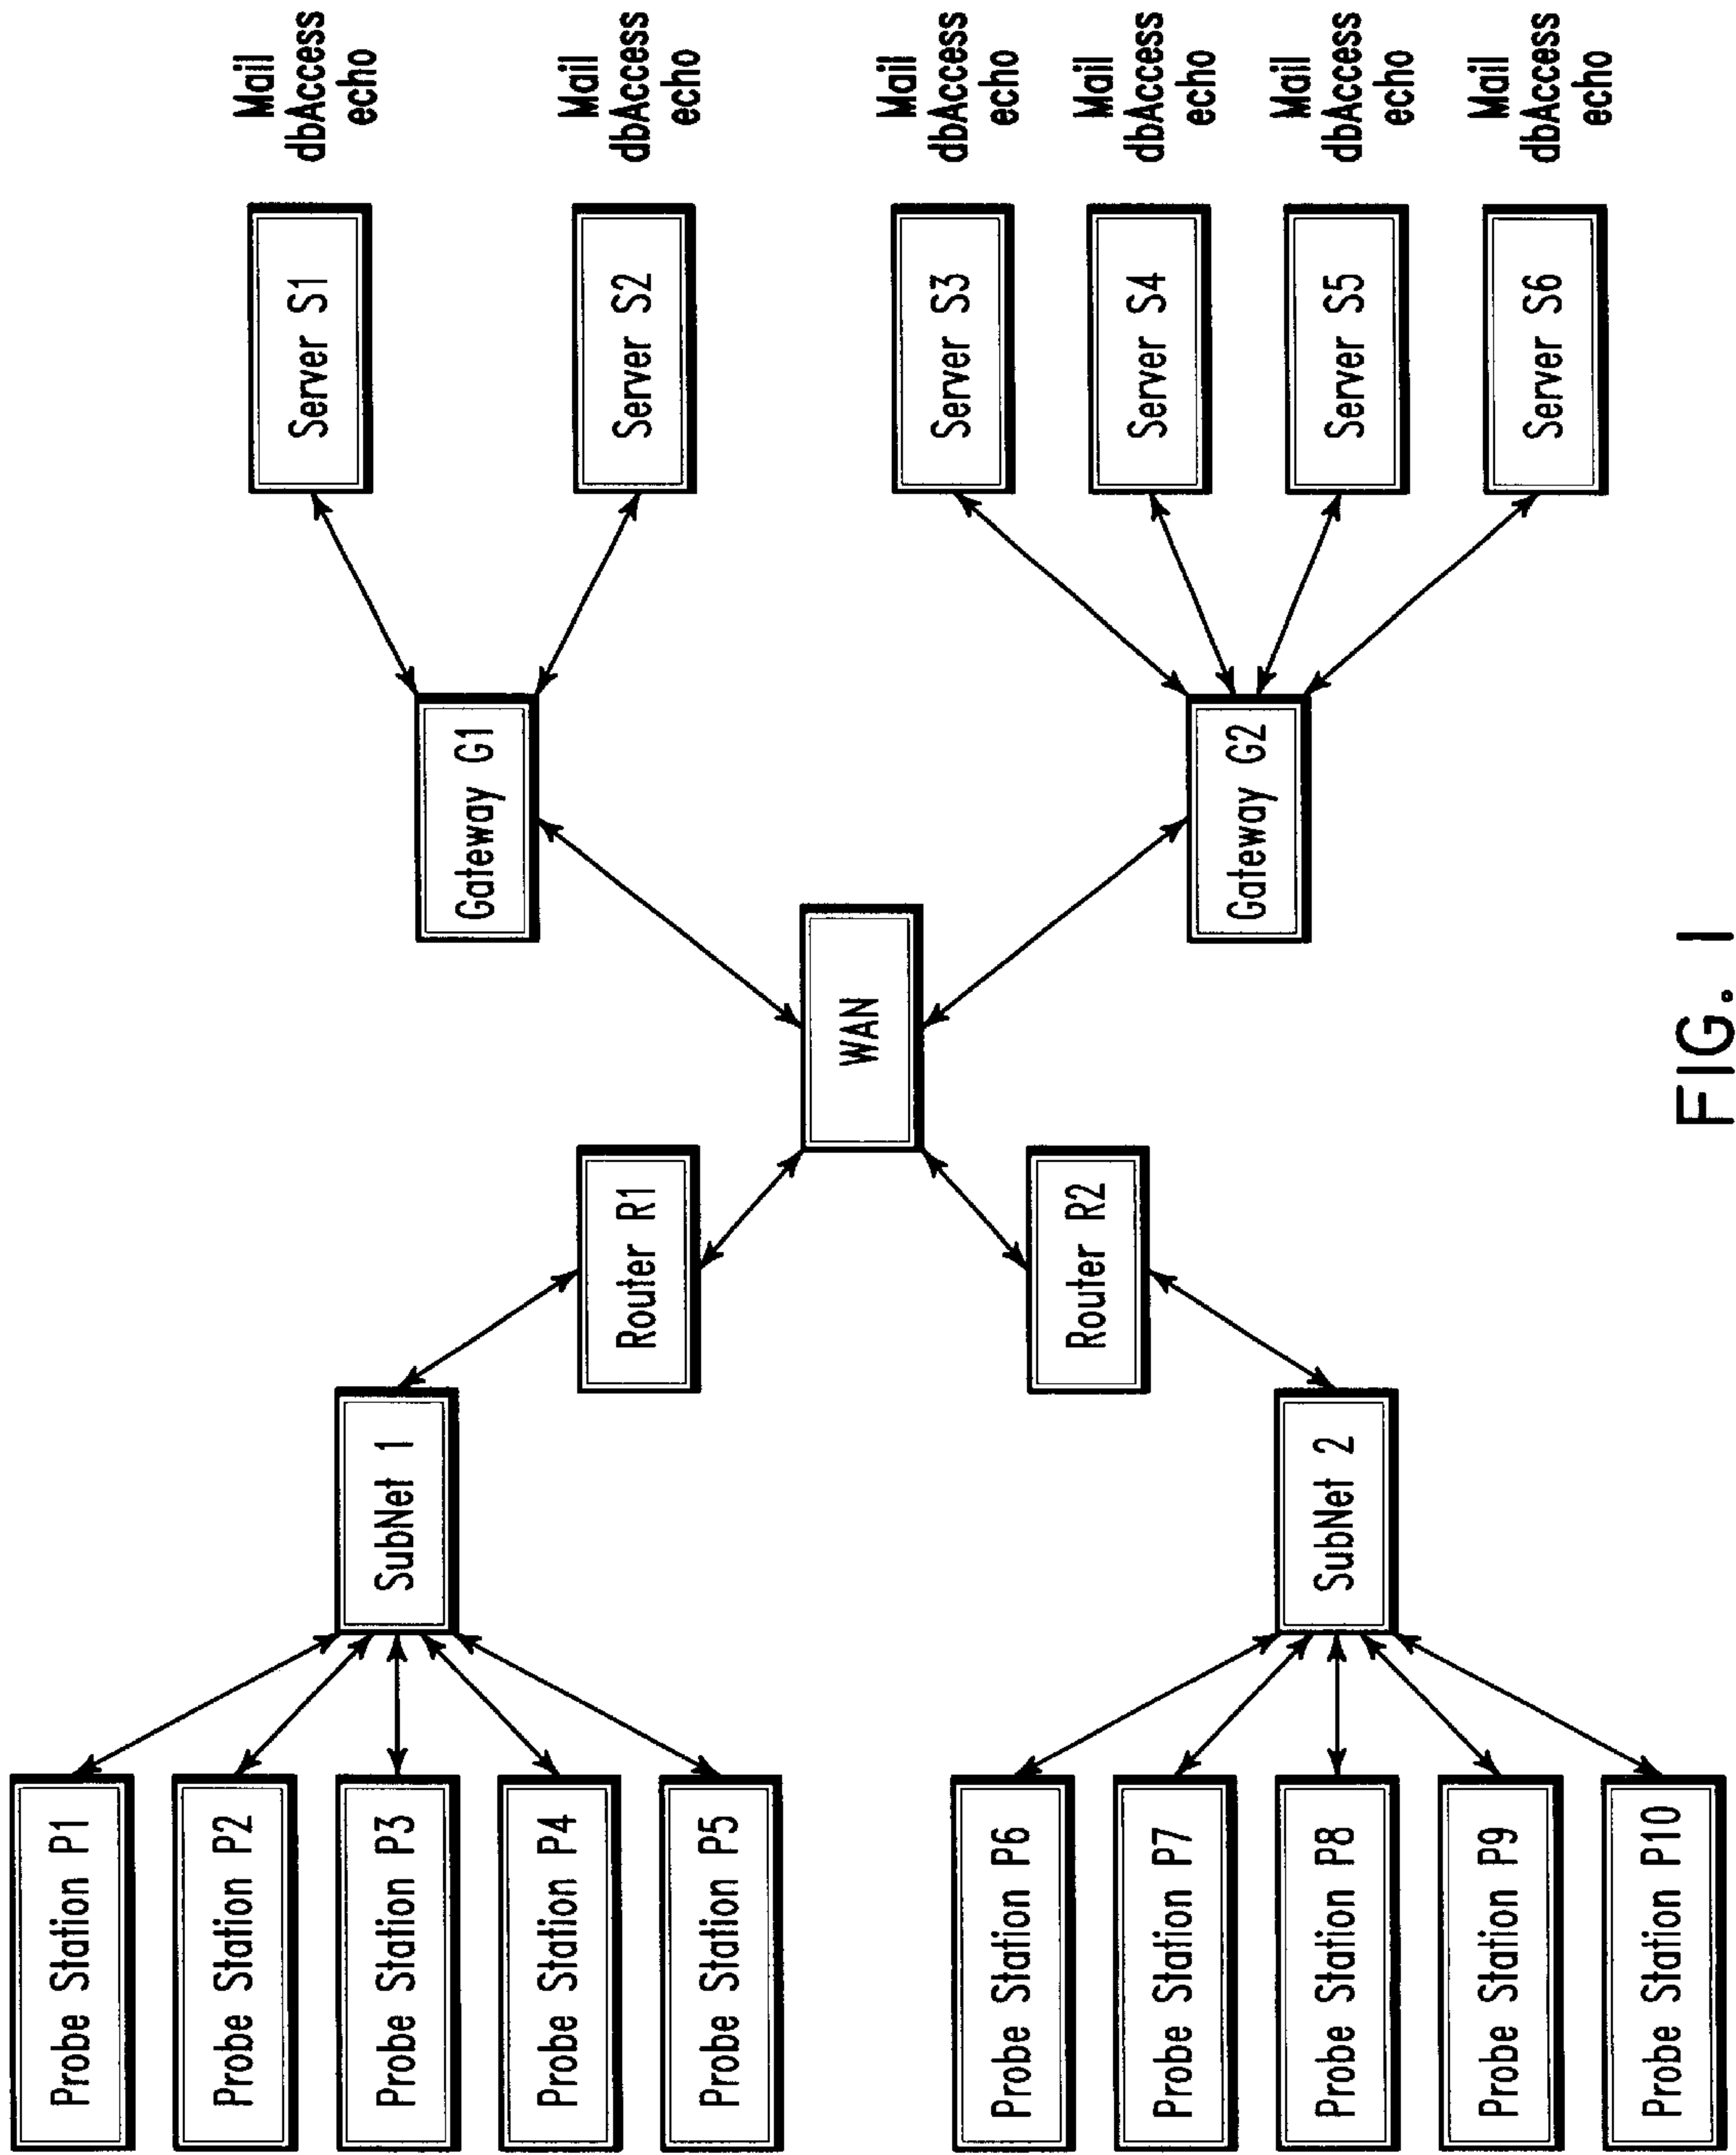 Probe Station P1
Probe Station P2
Probe Station P3
Probe Station P4
Probe Station P5
Probe Station P6
Probe Station P7
Probe Station P8
Probe Station P9
Probe Station P10
SubNet 1
SubNet 2
Router R1
Router R2
WAN
Gateway G1
Gateway G2
Server S1
Server S2
Server S3
Server S4
Server S5
Server S6
Mail
dbAccess
echo
Mail
dbAccess
echo
Mail
dbAccess
echo
Mail
dbAccess
echo
Mail
dbAccess
echo
Mail
dbAccess
echo
FIG. 1